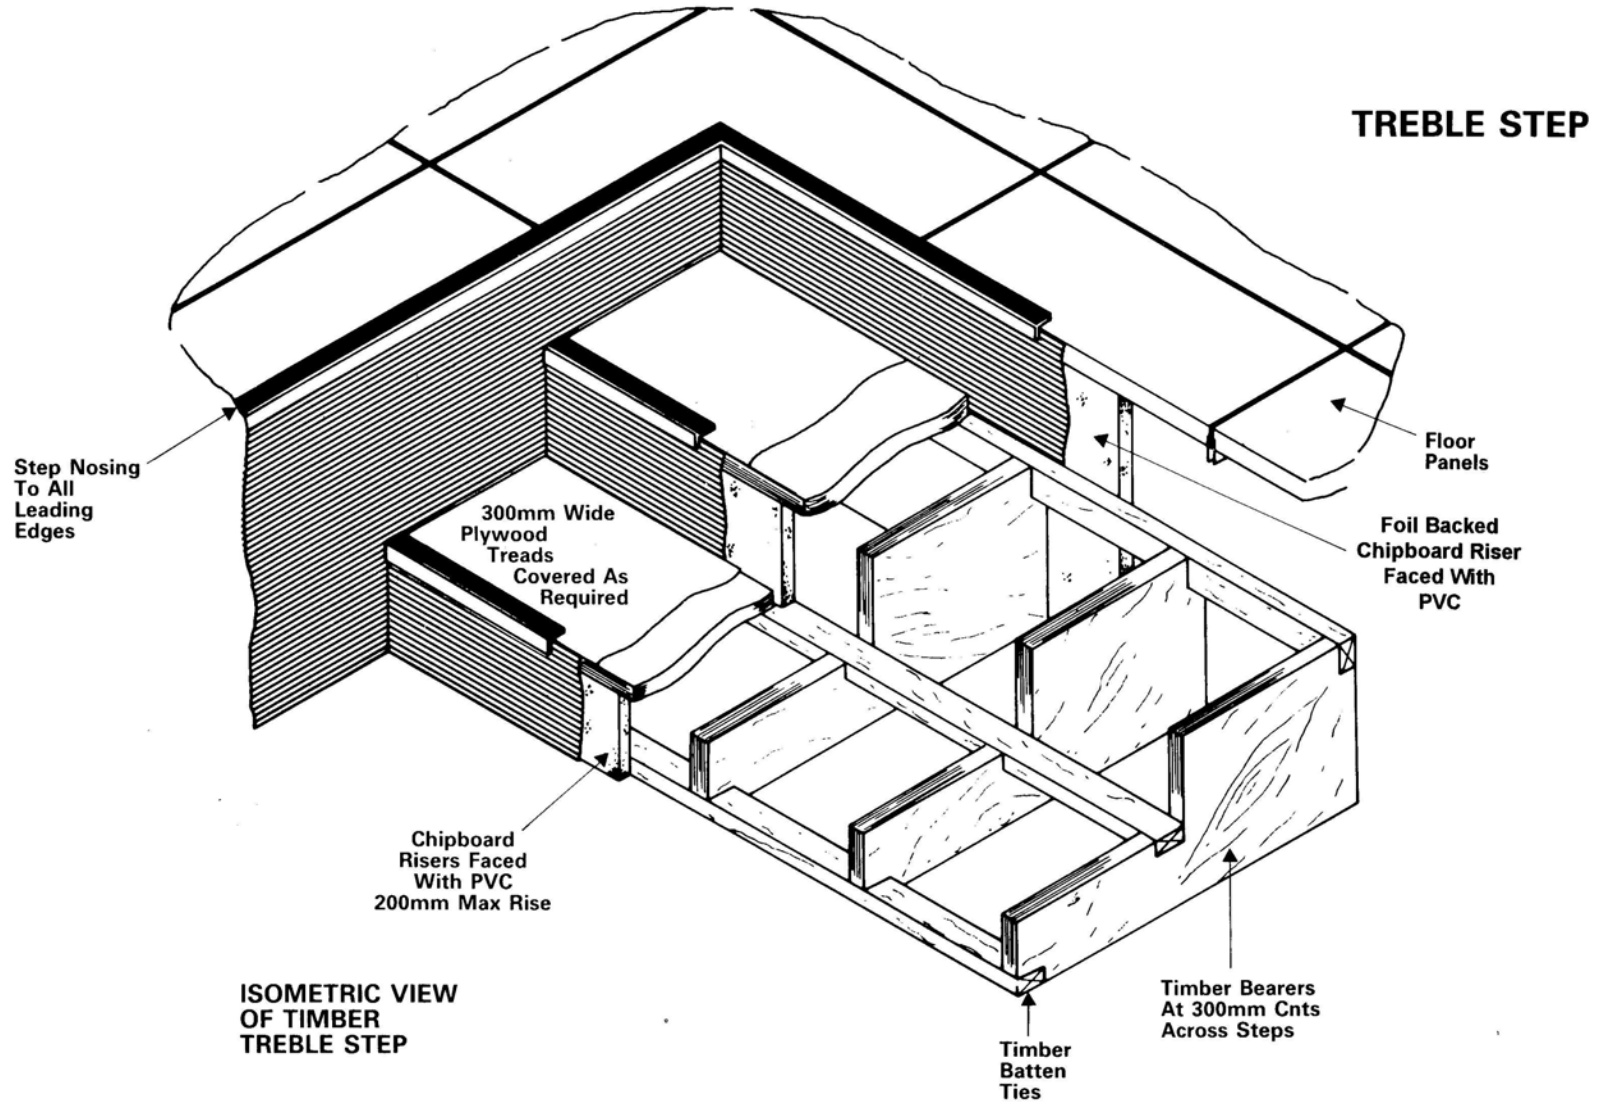 TREBLE STEP
Step Nosing
To All
Leading
Edges
300mm Wide
Plywood
Treads
Covered As
Required
Floor
Panels
Foil Backed
Chipboard Riser
Faced With
PVC
Chipboard
Risers Faced
With PVC
200mm Max Rise
ISOMETRIC VIEW
OF TIMBER
TREBLE STEP
Timber Bearers
At 300mm Cnts
Across Steps
Timber
Batten
Ties